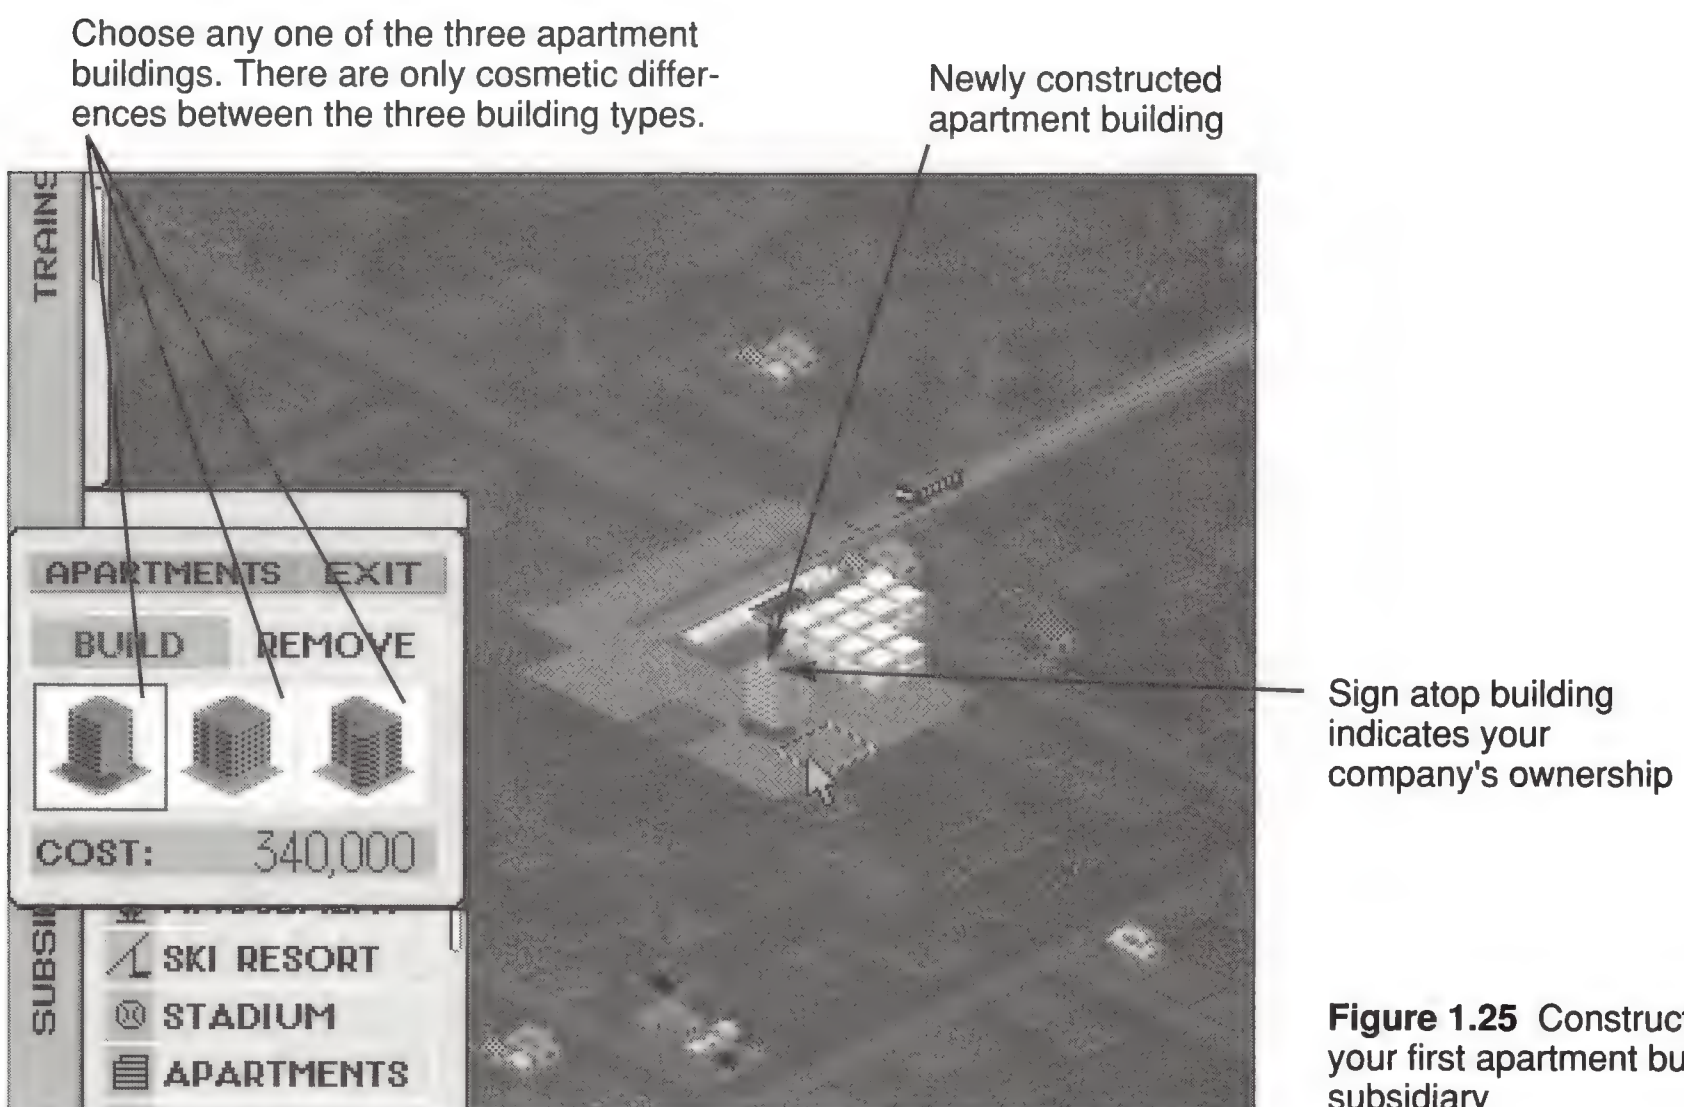 Choose any one of the three apartment
buildings. There are only cosmetic differ-
ences between the three building types.
Newly constructed
apartment building
TRAINS
APARTMENTS EXIT
BUILD REMOVE
COST: 340,000
Sign atop building
indicates your
company's ownership
SUBSI
SKI RESORT
STADIUM
APARTMENTS
Figure 1.25 Construct
your first apartment bu
subsidiary